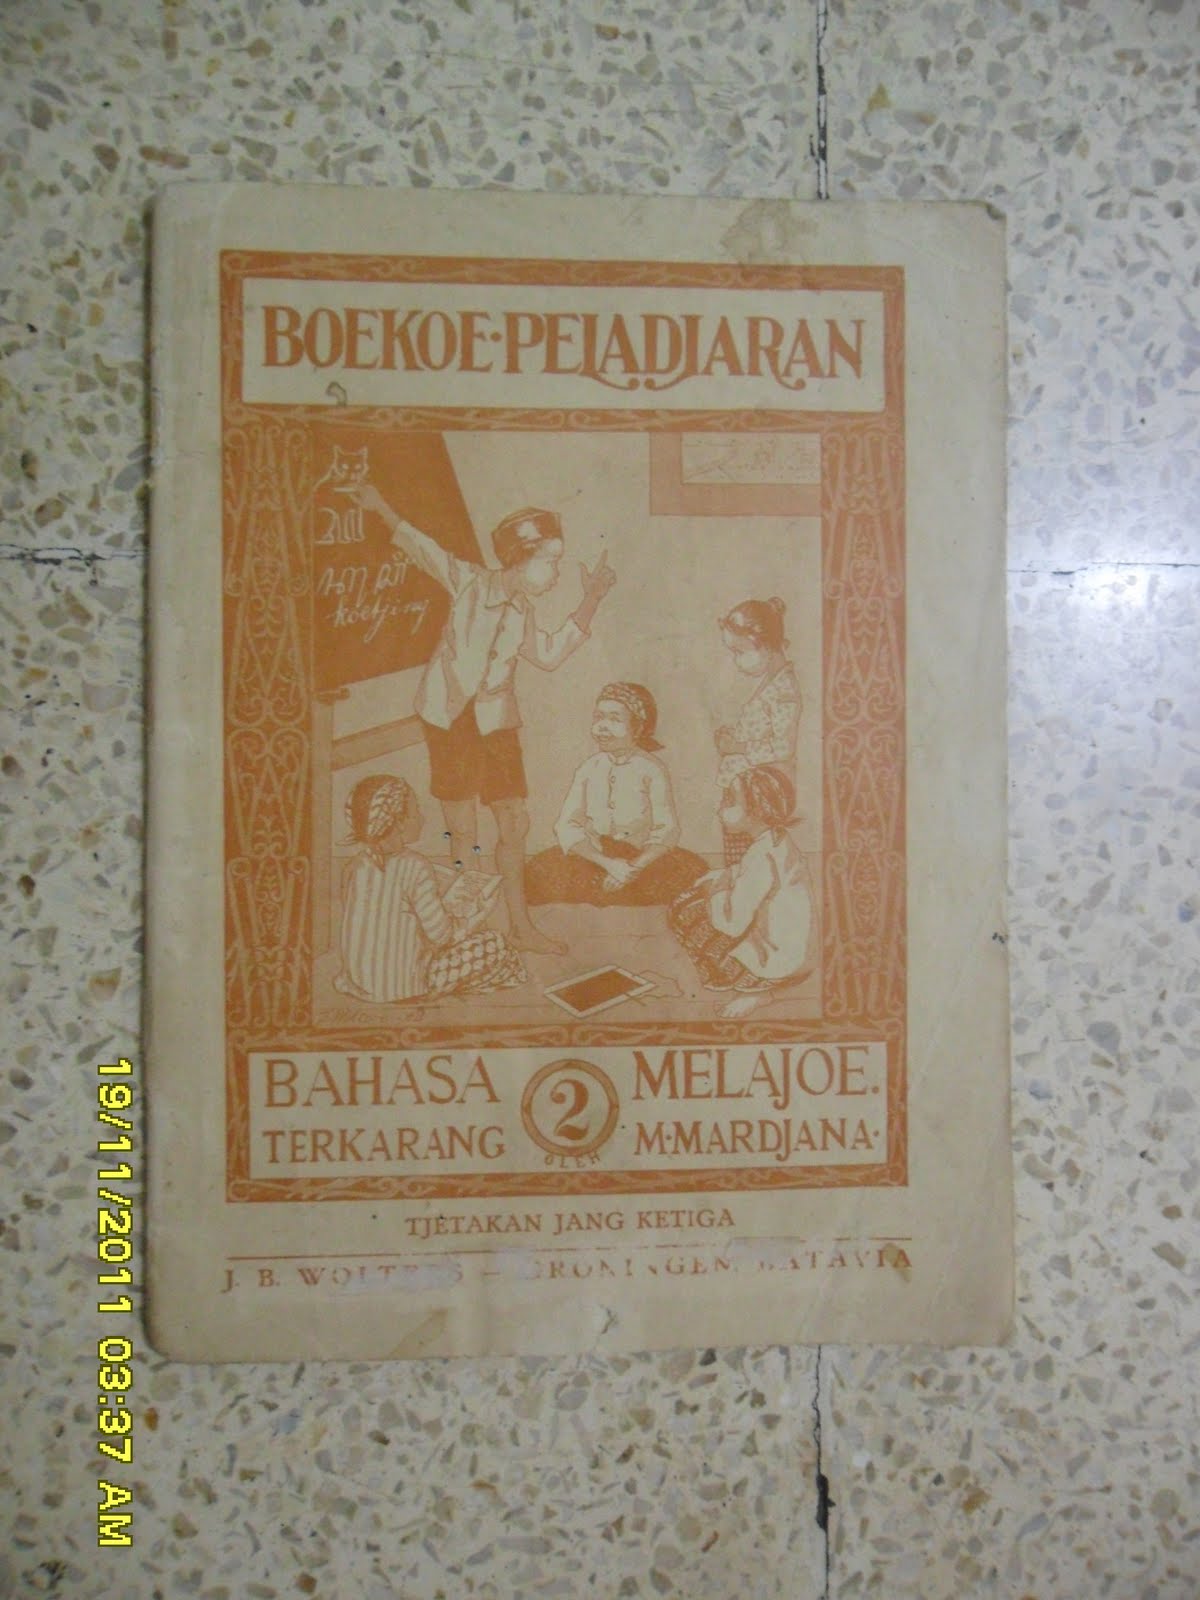 BOEKOE·PELADJARAN
koetjing
BAHASA 2 MELAJOE.
TERKARANG OLEH M·MARDJANA·
TJETAKAN JANG KETIGA
J. B. WOLTERS – GRONINGEN, BATAVIA
19/11/2011 03:37 AM